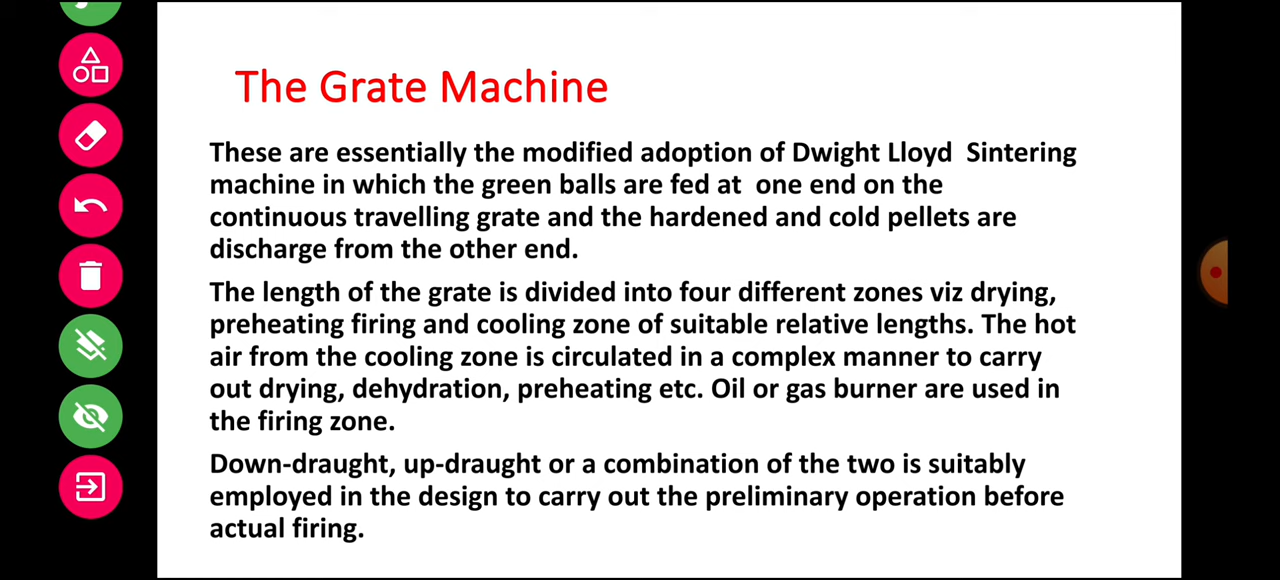 The Grate Machine
These are essentially the modified adoption of Dwight Lloyd  Sintering
machine in which the green balls are fed at  one end on the
continuous travelling grate and the hardened and cold pellets are
discharge from the other end.
The length of the grate is divided into four different zones viz drying,
preheating firing and cooling zone of suitable relative lengths. The hot
air from the cooling zone is circulated in a complex manner to carry
out drying, dehydration, preheating etc. Oil or gas burner are used in
the firing zone.
Down-draught, up-draught or a combination of the two is suitably
employed in the design to carry out the preliminary operation before
actual firing.